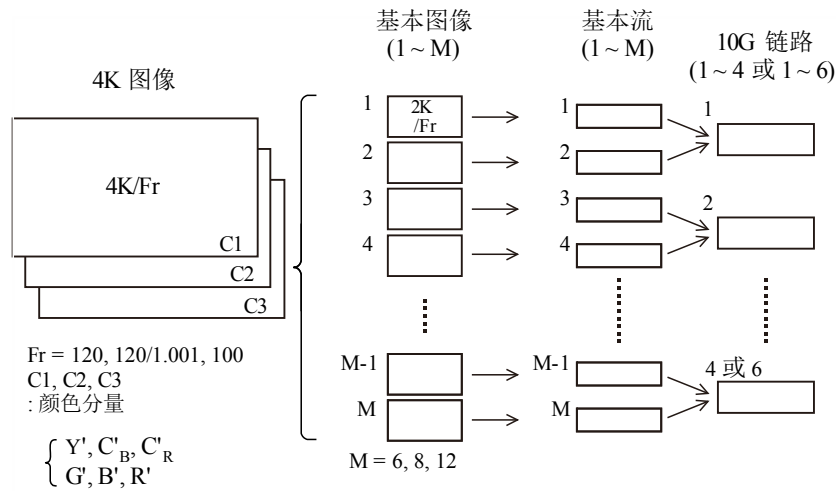 4K 图像
基本图像
(1 ~ M)
基本流
(1 ~ M)
10G 链路
(1 ~ 4 或 1 ~ 6)
4K/Fr
C1
C2
C3
1
2K
/Fr
2
3
4
M-1
M
1
2
3
4
M-1
M
1
2
4 或 6
Fr = 120, 120/1.001, 100
C1, C2, C3
: 颜色分量
Y', C'B, C'R
G', B', R'
M = 6, 8, 12